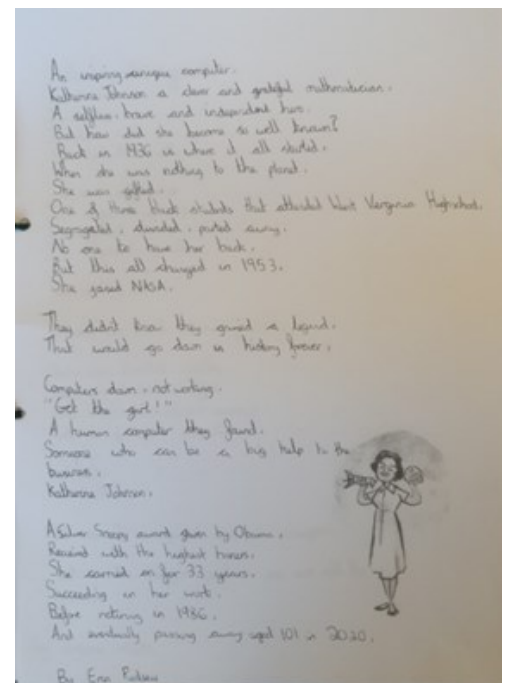 An inspiring unique computer.
Katherine Johnson a clever and grateful mathematician.
A selfless, brave and independent hero.
But how did she become so well known?
Back in 1936 is where it all started.
When she was nothing to the planet.
She was gifted.
One of three black students that attended West Verginia Highschool.
Segregated, divided, parted away.
No one to have her back.
But this all changed in 1953.
She joined NASA.
They didn't know they gained a legend.
That would go down in history forever.
Computers down, not working.
"Get the girl!"
A human computer they found.
Someone who can be a big help to the
business.
Katherine Johnson.
A Silver Snoopy award given by Obama.
Received with the highest honors.
She carried on for 33 years.
Succeeding in her work.
Before retiring in 1986.
And eventually passing away aged 101 in 2020.
By